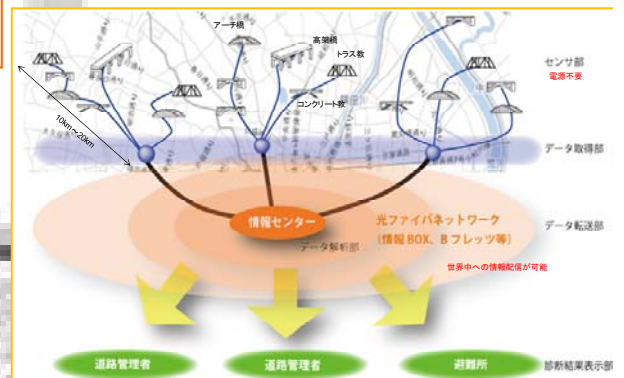 アーチ橋
高架橋
トラス教
コンクリート教
センサ部
電源不要
10km〜20km
データ取得部
情報センター
データ解析部
光ファイバネットワーク
(情報BOX、Bフレッツ等)
データ転送部
世界中への情報配信が可能
道路管理者
道路管理者
避難所
診断結果表示部